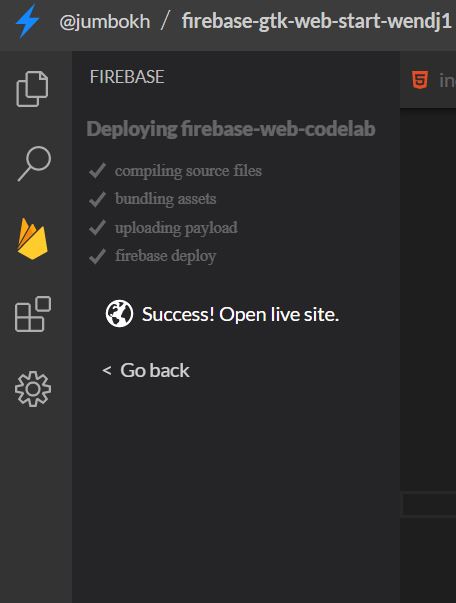 @jumbokh / firebase-gtk-web-start-wendj1
FIREBASE
Deploying firebase-web-codelab
compiling source files
bundling assets
uploading payload
firebase deploy
Success! Open live site.
< Go back